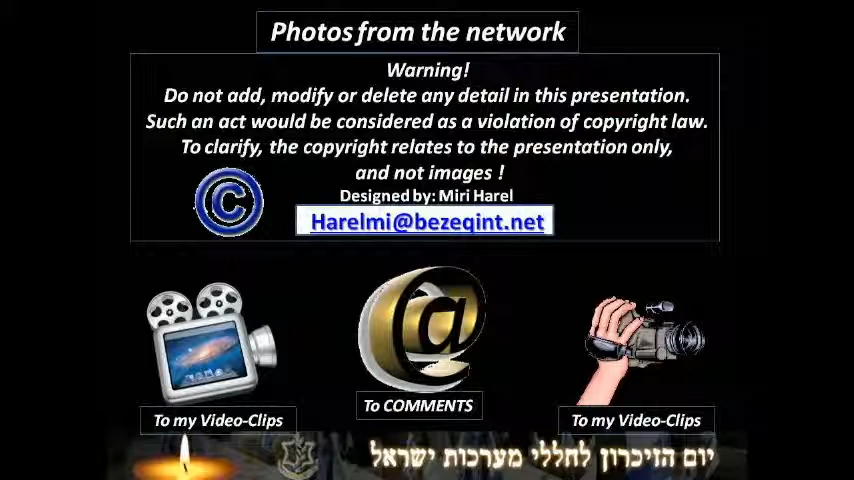 Photos from the network
Warning!
Do not add, modify or delete any detail in this presentation.
Such an act would be considered as a violation of copyright law.
To clarify, the copyright relates to the presentation only,
and not images !
Designed by: Miri Harel
Harelmi@bezeqint.net
To my Video-Clips
To COMMENTS
To my Video-Clips
יום הזיכרון לחללי מערכות ישראל